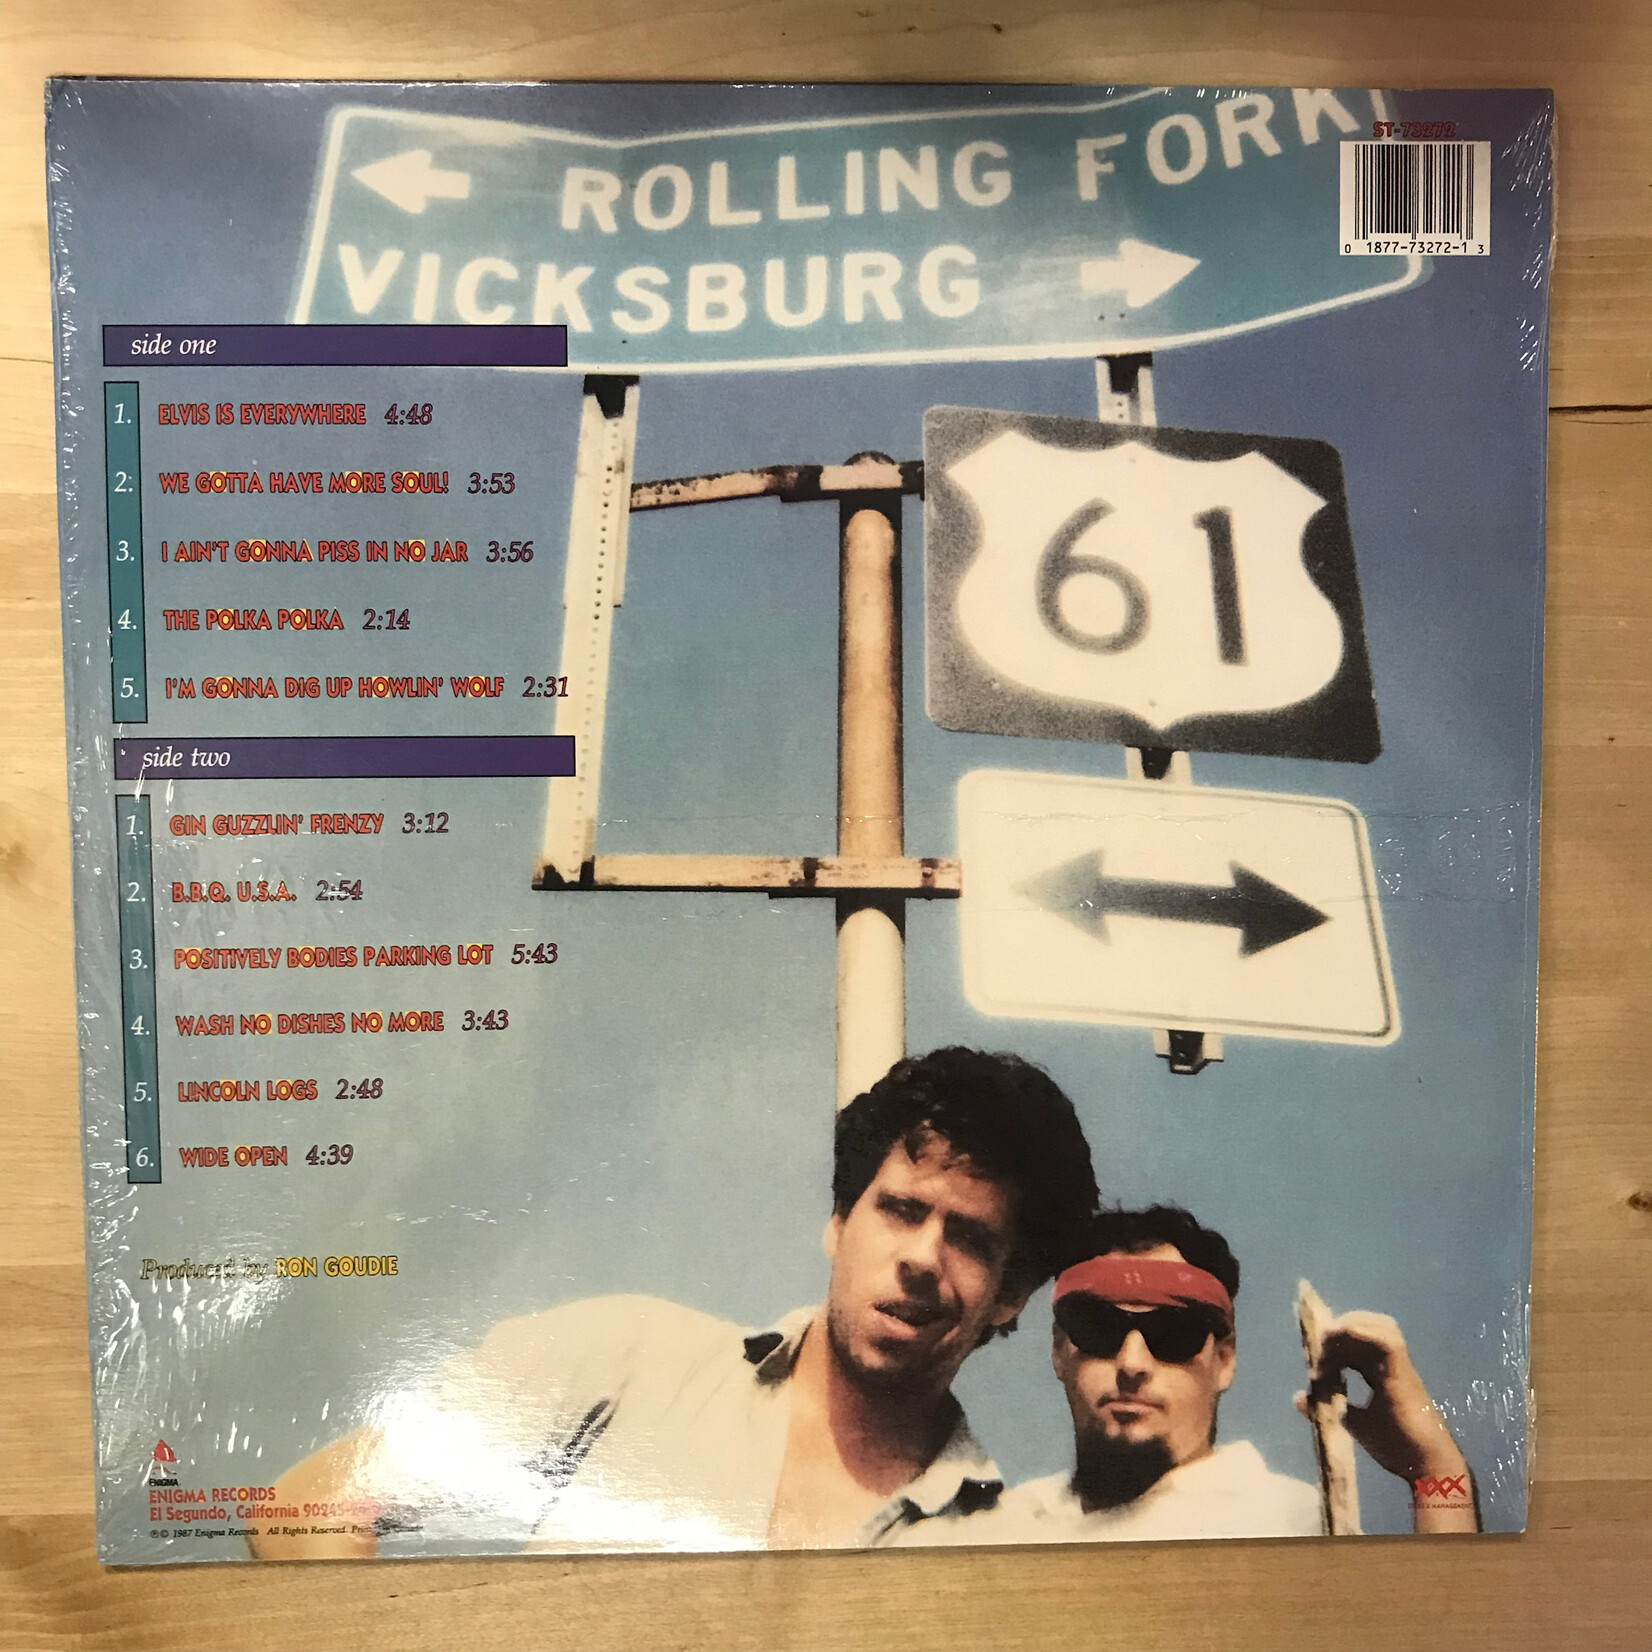 ROLLING FORK
VICKSBURG
ST-73272
0 1877-73272-1 3
side one
1. ELVIS IS EVERYWHERE 4:48
2. WE GOTTA HAVE MORE SOUL! 3:53
3. I AIN'T GONNA PISS IN NO JAR 3:56
4. THE POLKA POLKA 2:14
5. I'M GONNA DIG UP HOWLIN' WOLF 2:31
61
side two
1. GIN GUZZLIN' FRENZY 3:12
2. B.B.Q. U.S.A. 2:54
3. POSITIVELY BODIES PARKING LOT 5:43
4. WASH NO DISHES NO MORE 3:43
5. LINCOLN LOGS 2:48
6. WIDE OPEN 4:39
Produced by RON GOUDIE
ENIGMA
ENIGMA RECORDS
El Segundo, California
℗© 1987 Enigma Records All Rights Reserved.
XXX
MANAGEMENT